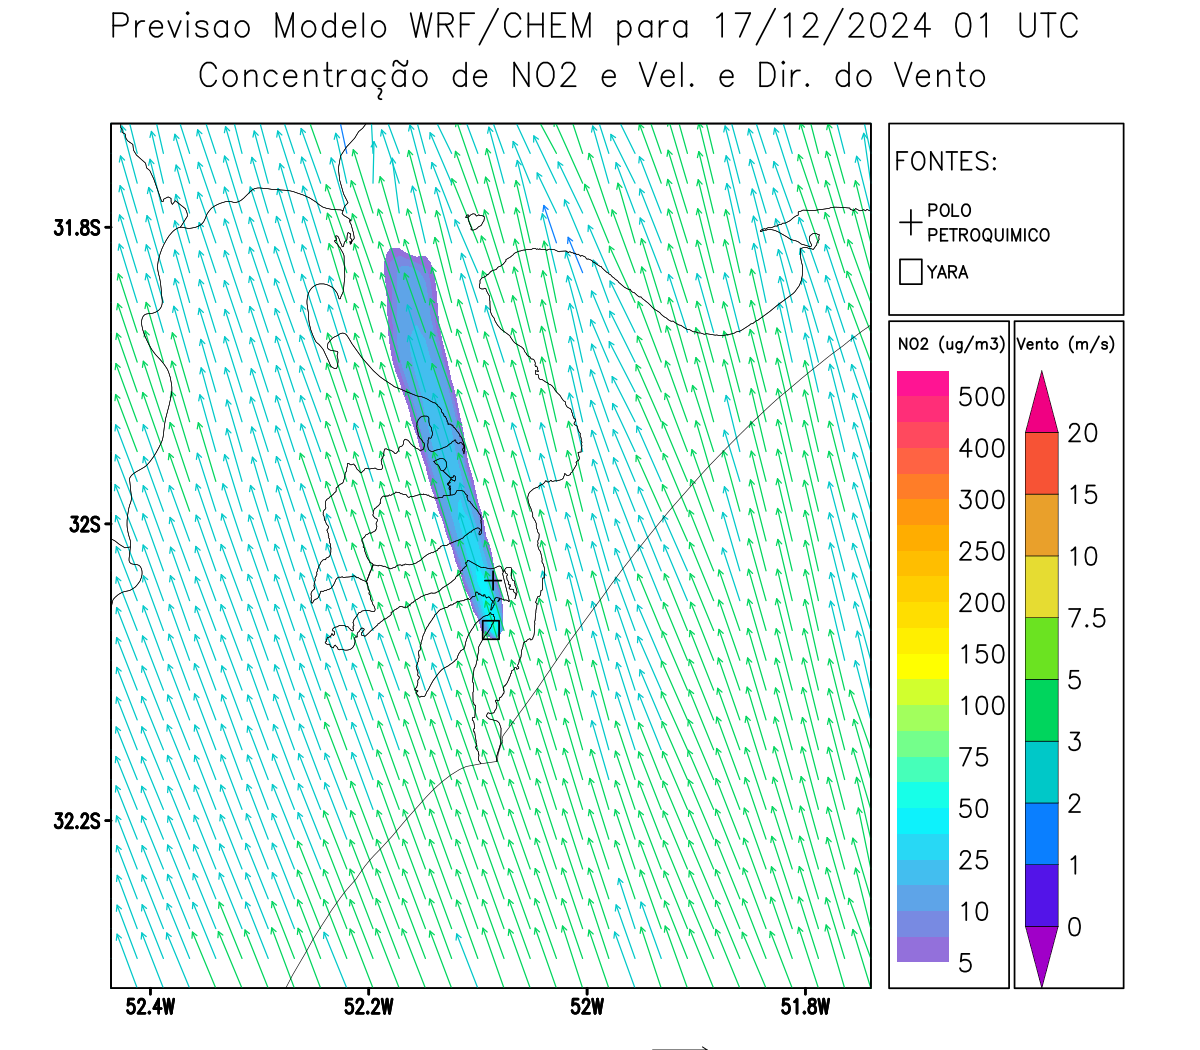 Previsao Modelo WRF/CHEM para 17/12/2024 01 UTC
Concentração de NO2 e Vel. e Dir. do Vento
FONTES:
POLO
PETROQUIMICO
YARA
NO2 (ug/m3)
500
400
300
250
200
150
100
75
50
25
10
5
Vento (m/s)
20
15
10
7.5
5
3
2
1
0
31.8S
32S
32.2S
52.4W
52.2W
52W
51.8W